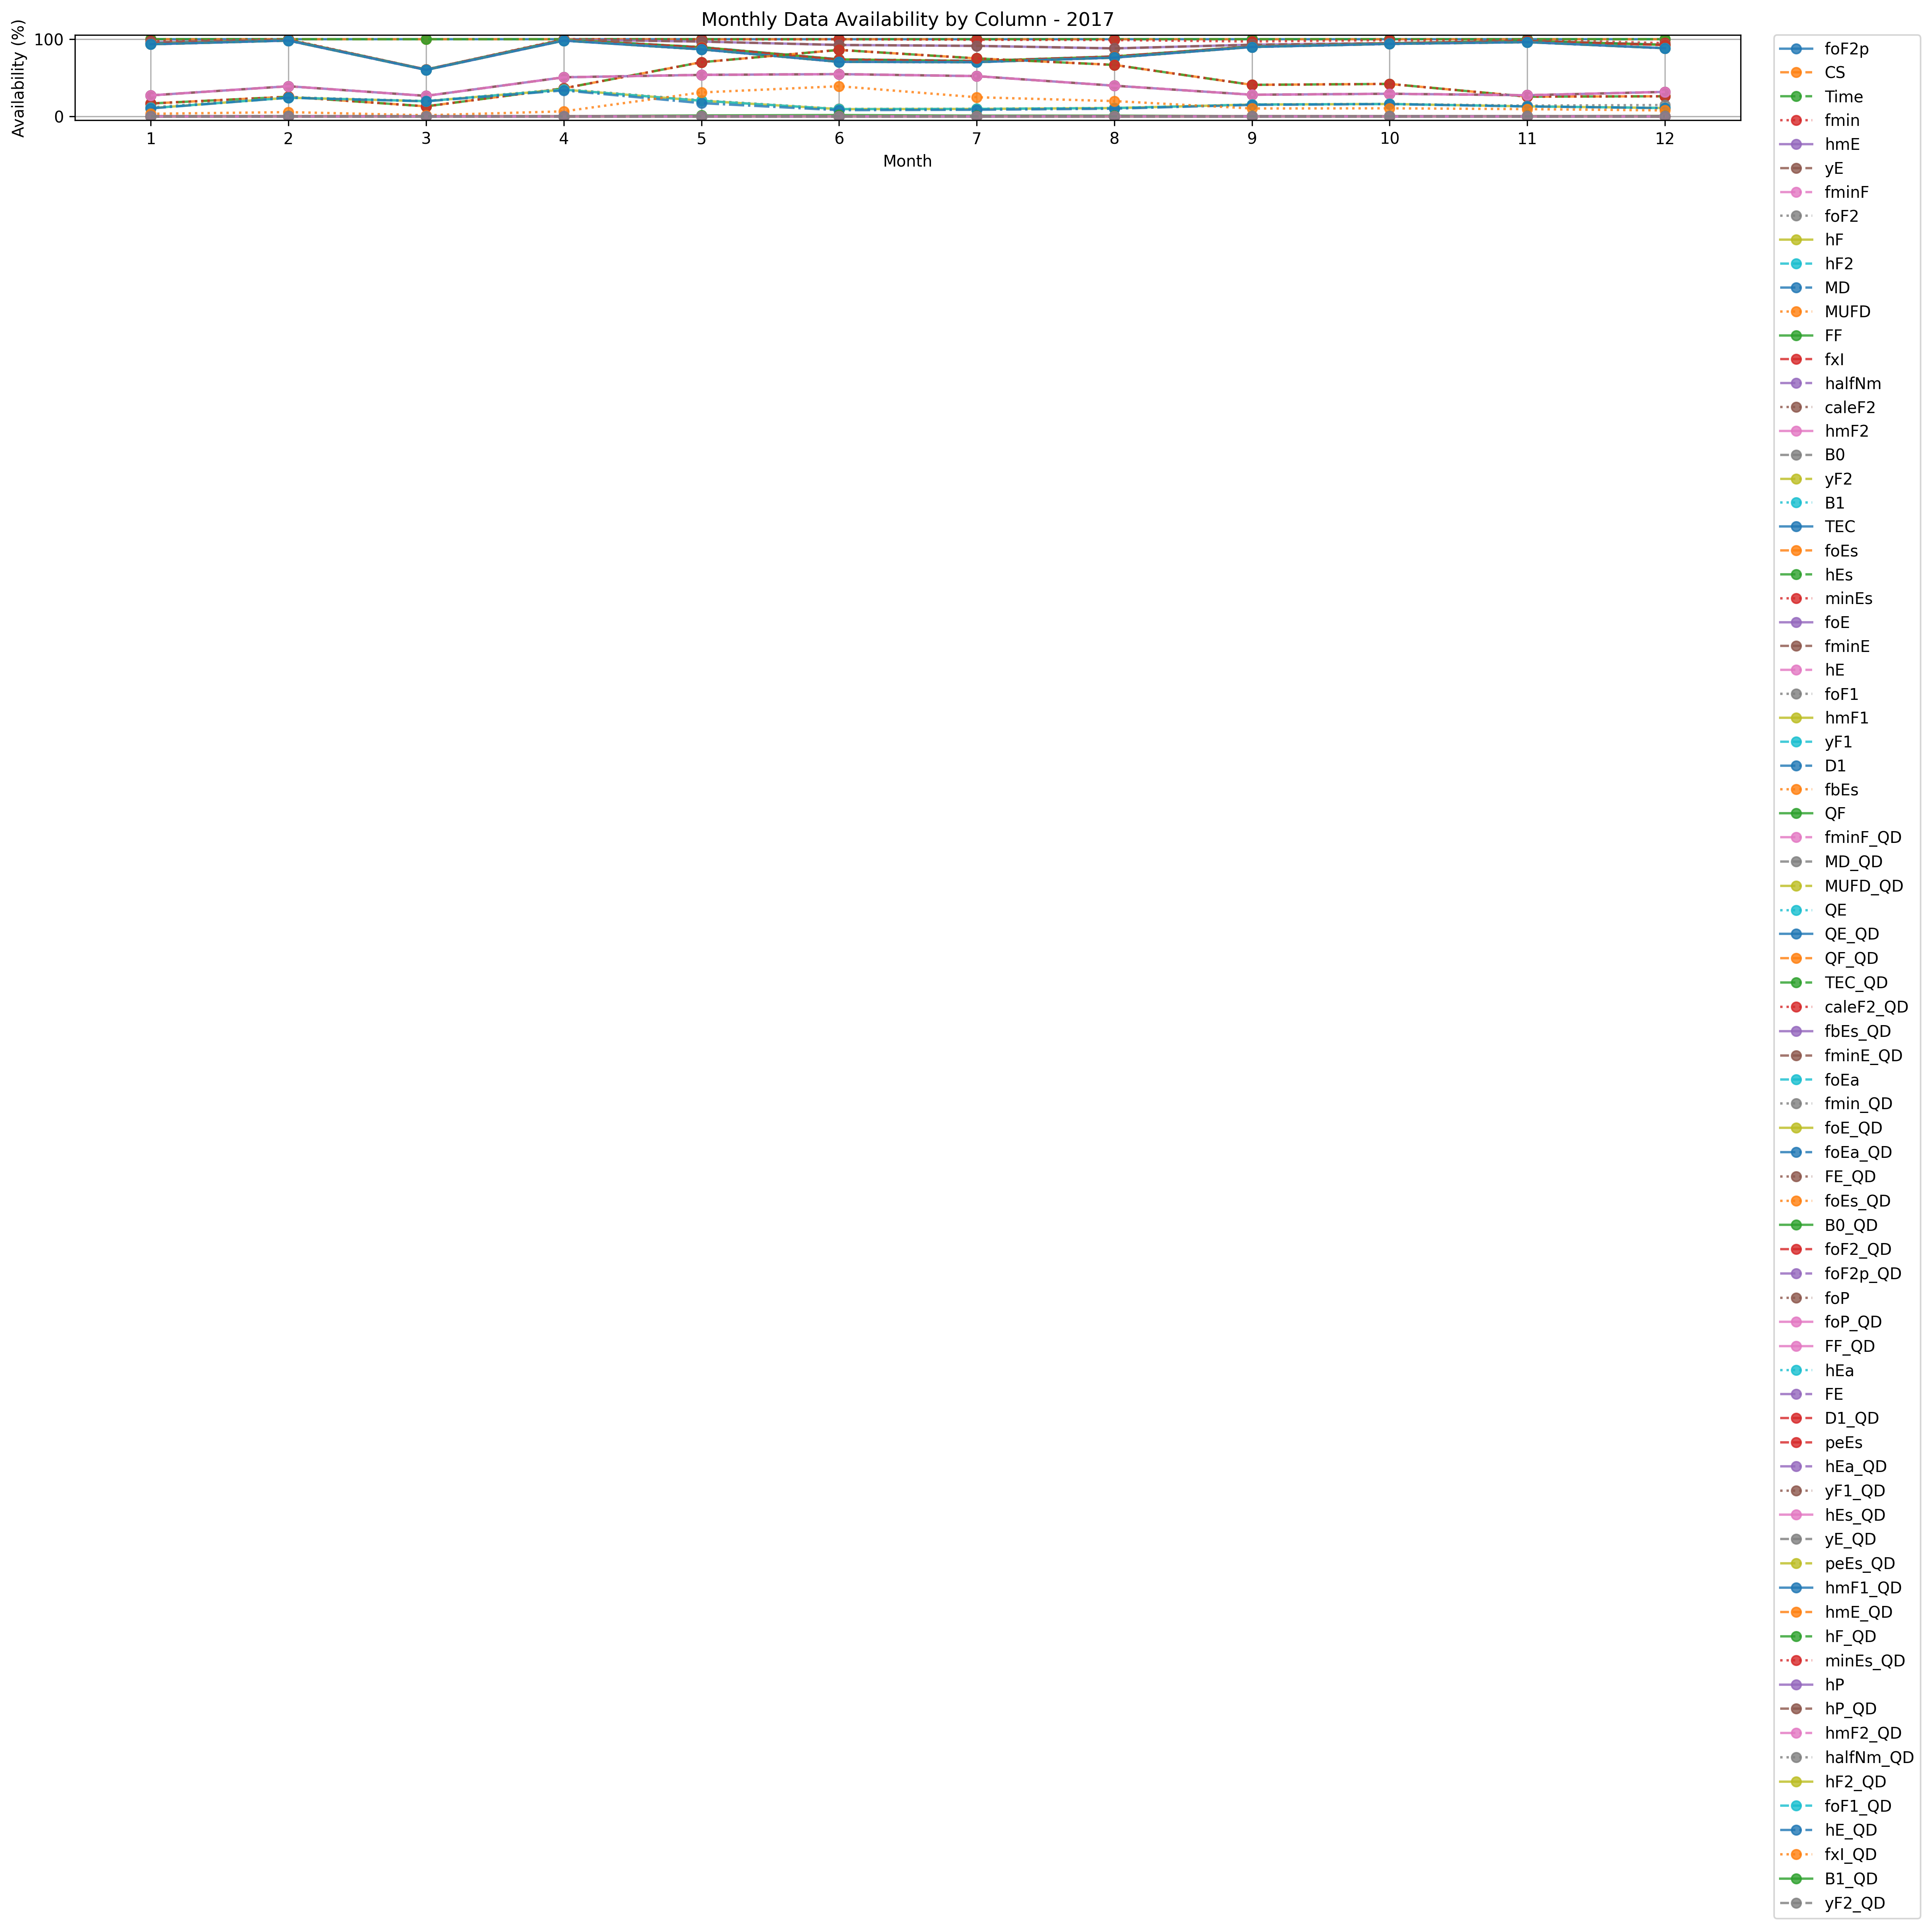 Monthly Data Availability by Column - 2017
Availability (%)
100
0
1 2 3 4 5 6 7 8 9 10 11 12
Month
foF2p
CS
Time
fmin
hmE
yE
fminF
foF2
hF
hF2
MD
MUFD
FF
fxI
halfNm
caleF2
hmF2
B0
yF2
B1
TEC
foEs
hEs
minEs
foE
fminE
hE
foF1
hmF1
yF1
D1
fbEs
QF
fminF_QD
MD_QD
MUFD_QD
QE
QE_QD
QF_QD
TEC_QD
caleF2_QD
fbEs_QD
fminE_QD
foEa
fmin_QD
foE_QD
foEa_QD
FE_QD
foEs_QD
B0_QD
foF2_QD
foF2p_QD
foP
foP_QD
FF_QD
hEa
FE
D1_QD
peEs
hEa_QD
yF1_QD
hEs_QD
yE_QD
peEs_QD
hmF1_QD
hmE_QD
hF_QD
minEs_QD
hP
hP_QD
hmF2_QD
halfNm_QD
hF2_QD
foF1_QD
hE_QD
fxI_QD
B1_QD
yF2_QD